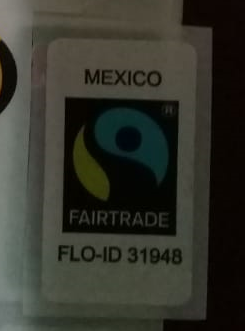 MEXICO
®
FAIRTRADE
FLO-ID 31948